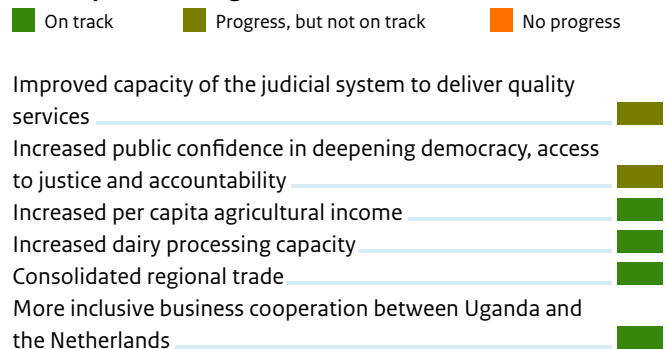 On track Progress, but not on track No progress
Improved capacity of the judicial system to deliver quality
services
Increased public confidence in deepening democracy, access
to justice and accountability
Increased per capita agricultural income
Increased dairy processing capacity
Consolidated regional trade
More inclusive business cooperation between Uganda and
the Netherlands